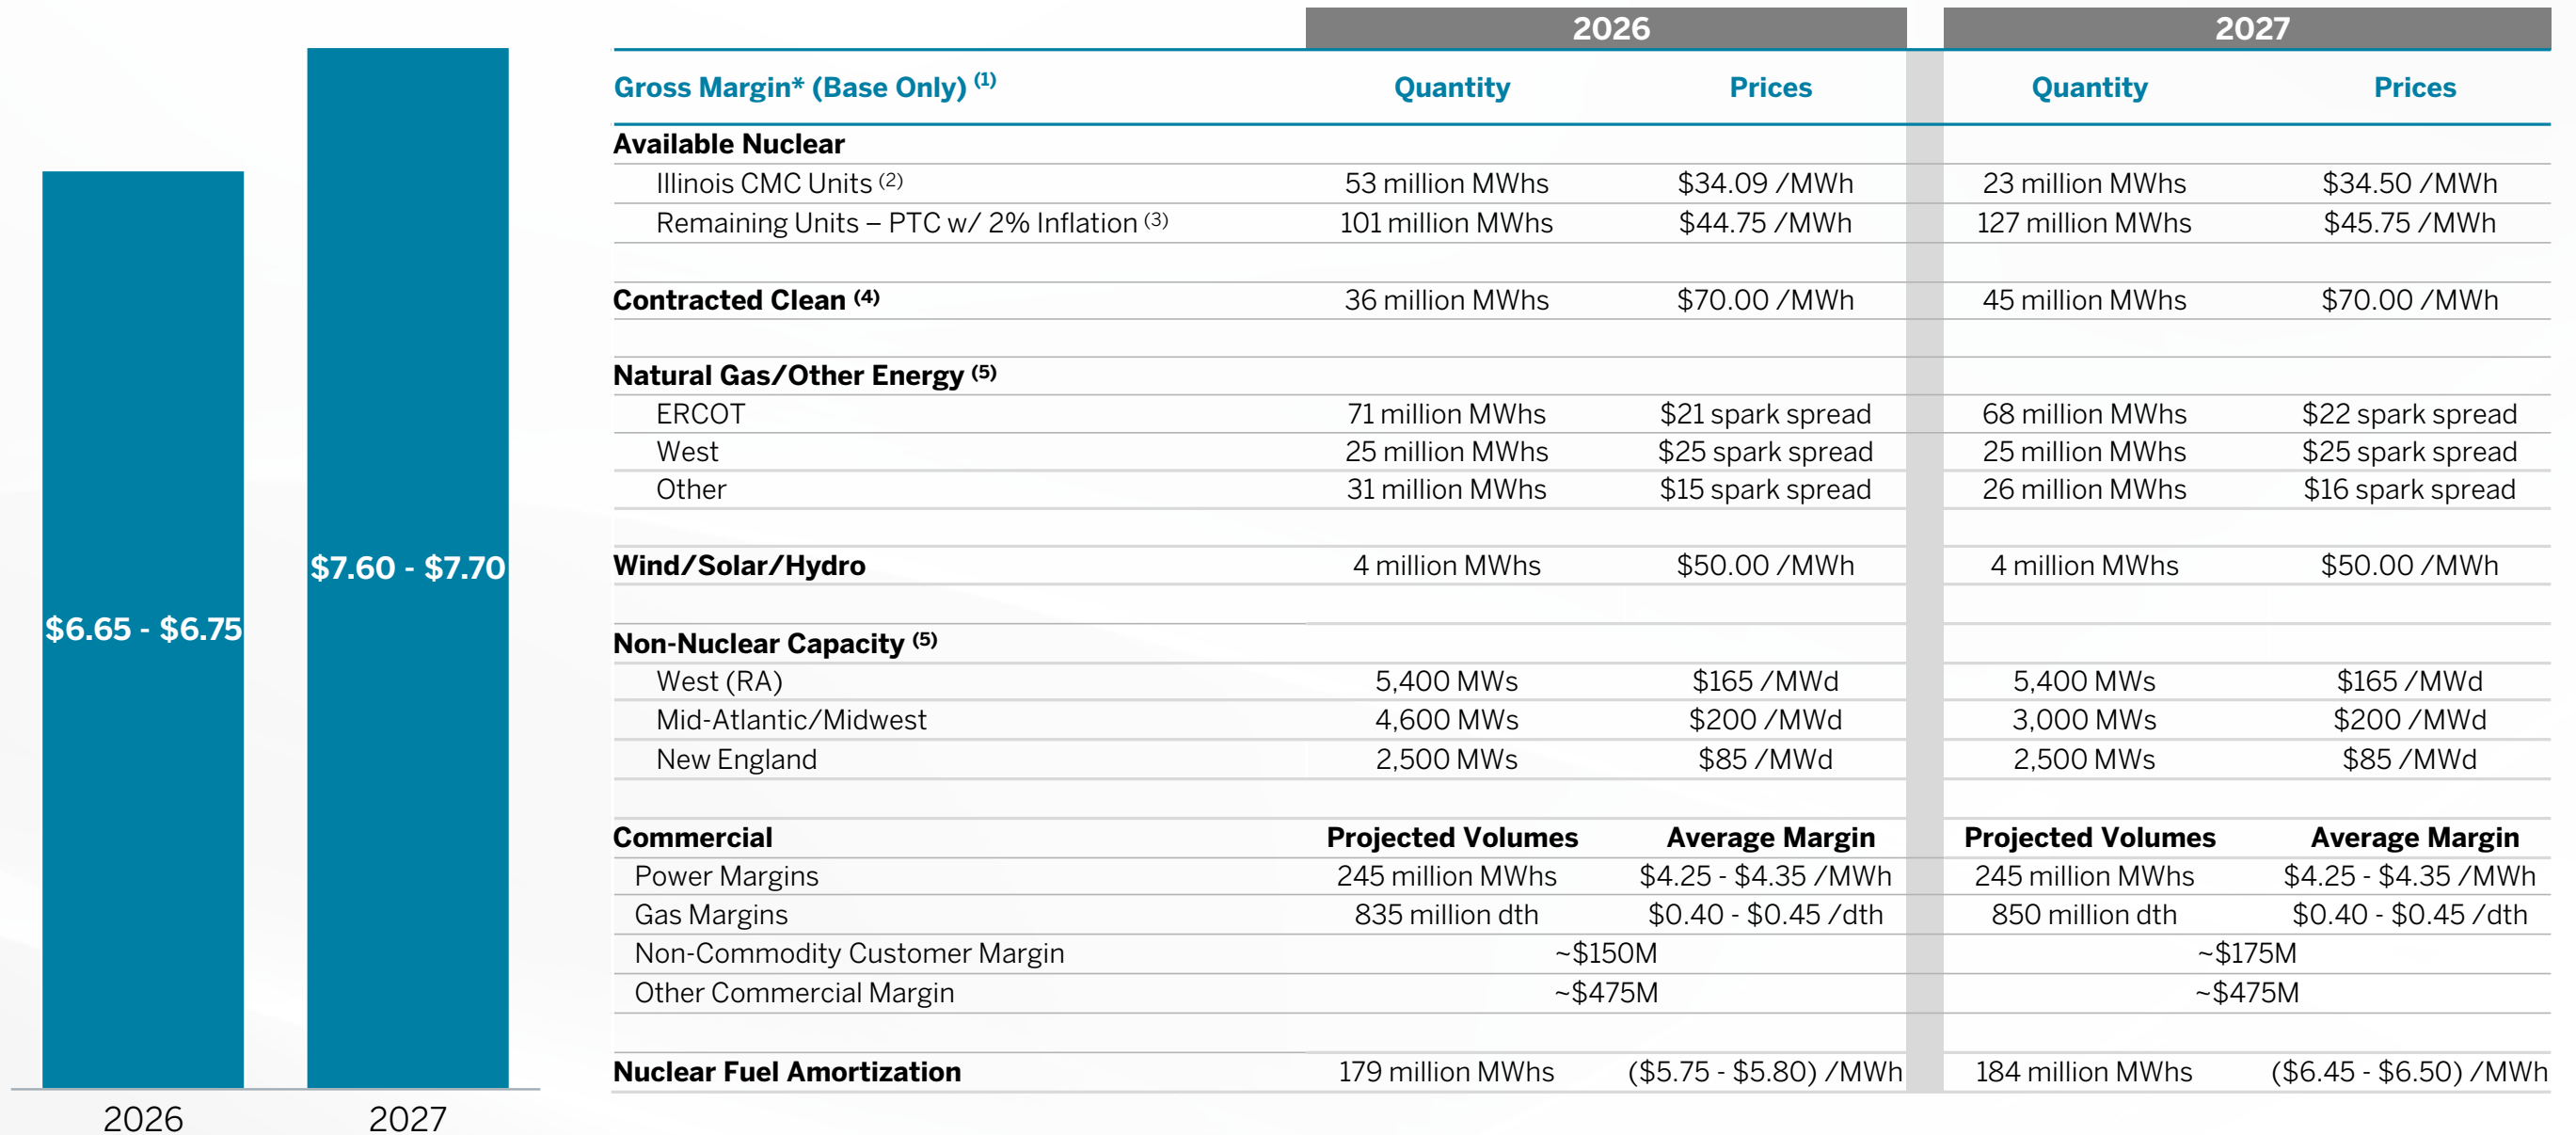 2026 2027
Gross Margin* (Base Only) (1) Quantity Prices Quantity Prices
Available Nuclear
Illinois CMC Units (2) 53 million MWhs $34.09 /MWh 23 million MWhs $34.50 /MWh
Remaining Units – PTC w/ 2% Inflation (3) 101 million MWhs $44.75 /MWh 127 million MWhs $45.75 /MWh
Contracted Clean (4) 36 million MWhs $70.00 /MWh 45 million MWhs $70.00 /MWh
Natural Gas/Other Energy (5)
ERCOT 71 million MWhs $21 spark spread 68 million MWhs $22 spark spread
West 25 million MWhs $25 spark spread 25 million MWhs $25 spark spread
Other 31 million MWhs $15 spark spread 26 million MWhs $16 spark spread
Wind/Solar/Hydro 4 million MWhs $50.00 /MWh 4 million MWhs $50.00 /MWh
Non-Nuclear Capacity (5)
West (RA) 5,400 MWs $165 /MWd 5,400 MWs $165 /MWd
Mid-Atlantic/Midwest 4,600 MWs $200 /MWd 3,000 MWs $200 /MWd
New England 2,500 MWs $85 /MWd 2,500 MWs $85 /MWd
Commercial Projected Volumes Average Margin Projected Volumes Average Margin
Power Margins 245 million MWhs $4.25 - $4.35 /MWh 245 million MWhs $4.25 - $4.35 /MWh
Gas Margins 835 million dth $0.40 - $0.45 /dth 850 million dth $0.40 - $0.45 /dth
Non-Commodity Customer Margin ~$150M ~$175M
Other Commercial Margin ~$475M ~$475M
Nuclear Fuel Amortization 179 million MWhs ($5.75 - $5.80) /MWh 184 million MWhs ($6.45 - $6.50) /MWh
$7.60 - $7.70
$6.65 - $6.75
2026 2027